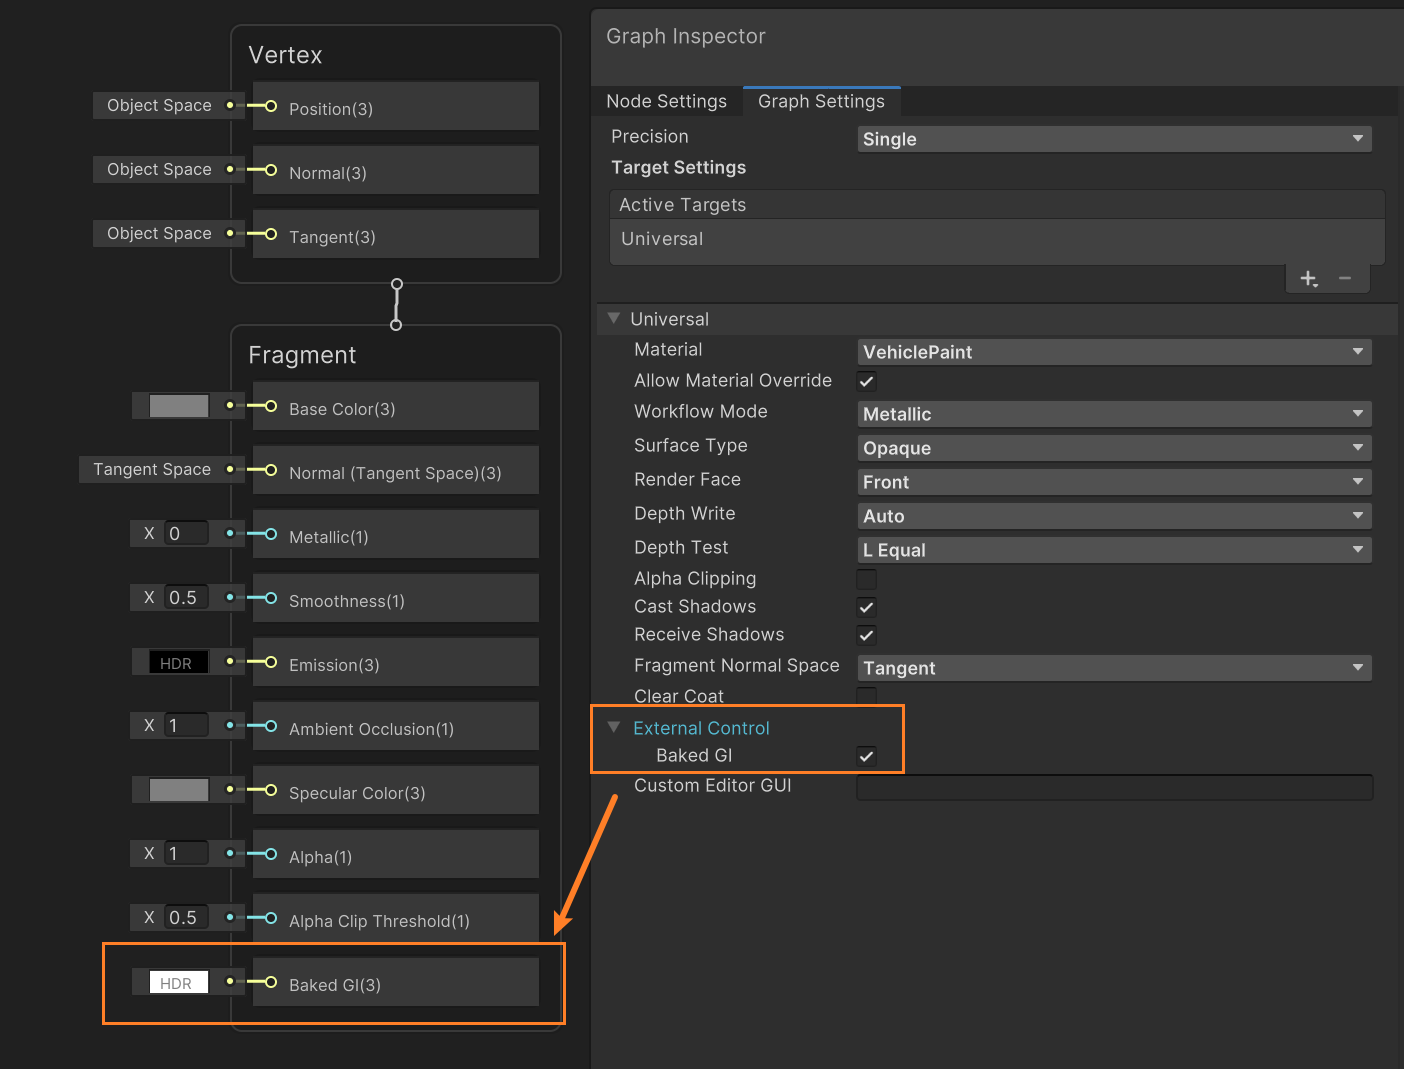 Vertex
Object Space Position(3)
Object Space Normal(3)
Object Space Tangent(3)
Fragment
Base Color(3)
Tangent Space Normal (Tangent Space)(3)
X 0 Metallic(1)
X 0.5 Smoothness(1)
HDR Emission(3)
X 1 Ambient Occlusion(1)
Specular Color(3)
X 1 Alpha(1)
X 0.5 Alpha Clip Threshold(1)
HDR Baked GI(3)
Graph Inspector
Node Settings Graph Settings
Precision Single
Target Settings
Active Targets
Universal
+ −
Universal
Material VehiclePaint
Allow Material Override
Workflow Mode Metallic
Surface Type Opaque
Render Face Front
Depth Write Auto
Depth Test L Equal
Alpha Clipping
Cast Shadows
Receive Shadows
Fragment Normal Space Tangent
Clear Coat
External Control
Baked GI
Custom Editor GUI